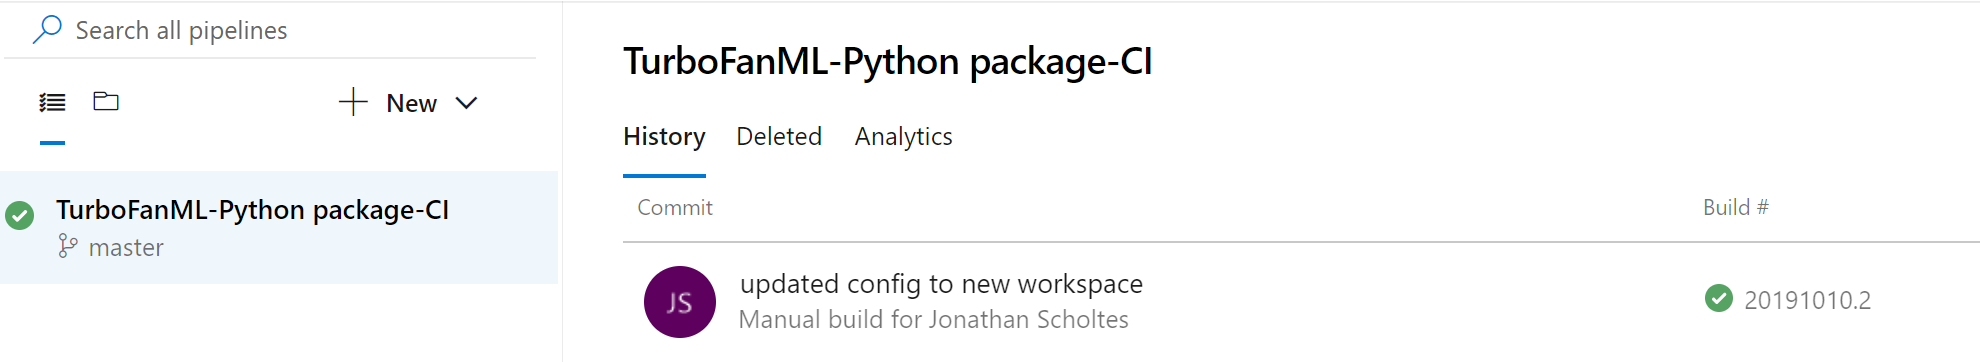 Search all pipelines
New
TurboFanML-Python package-CI
master
TurboFanML-Python package-CI
History Deleted Analytics
Commit Build #
JS
updated config to new workspace
Manual build for Jonathan Scholtes
20191010.2